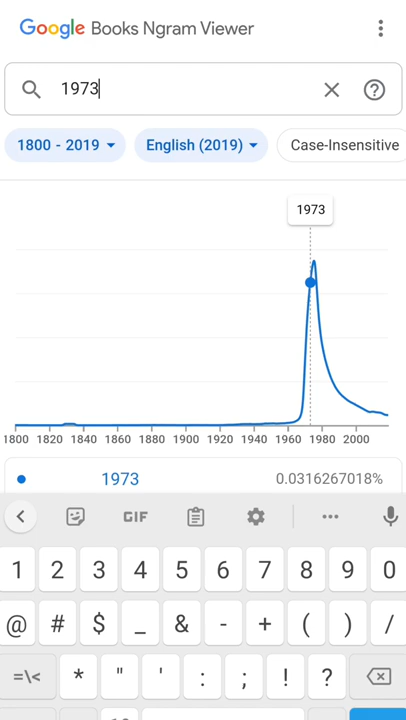 Google Books Ngram Viewer
1973
1800 - 2019 English (2019) Case-Insensitive
1973
1800 1820 1840 1860 1880 1900 1920 1940 1960 1980 2000
1973 0.0316267018%
GIF
1 2 3 4 5 6 7 8 9 0
@ # $ _ & - + ( ) /
=\< * " ' : ; ! ?